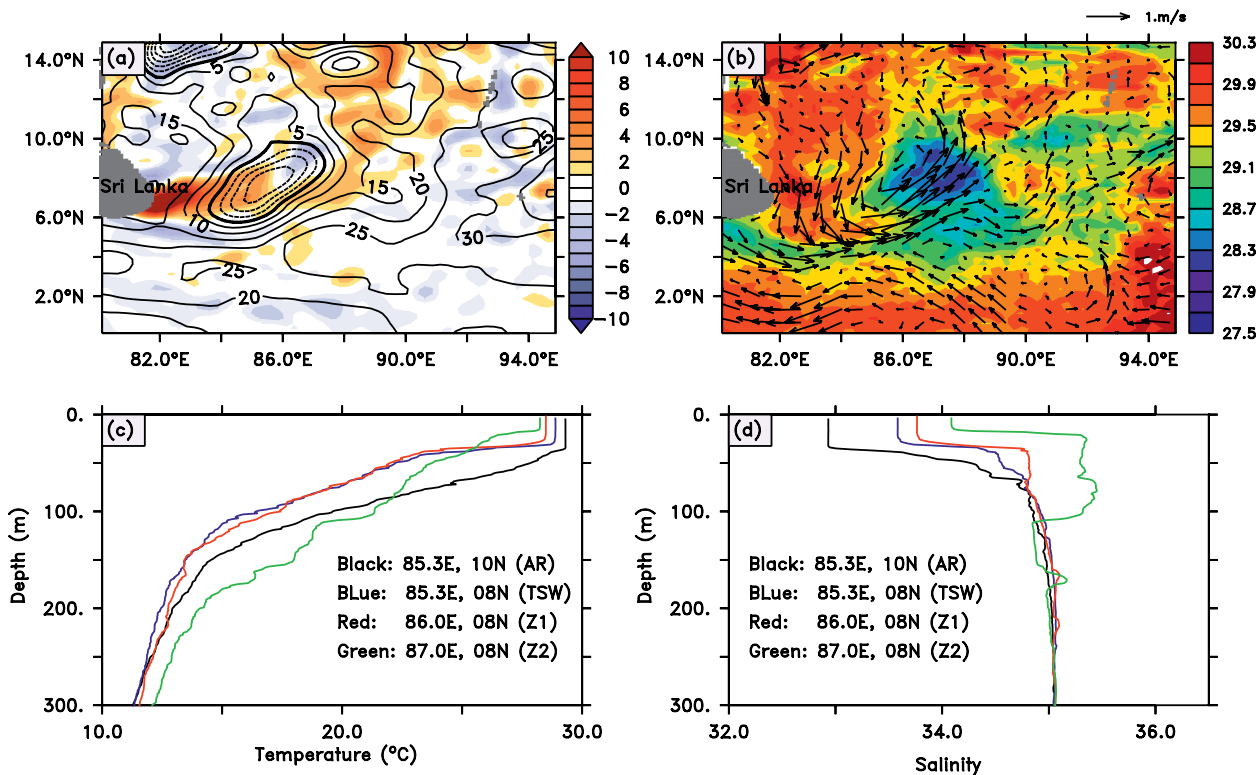 1.m/s
(a)
14.0°N
10.0°N
6.0°N
2.0°N
82.0°E
86.0°E
90.0°E
94.0°E
Sri Lanka
5
15
5
25
15
20
10
25
30
25
20
10
8
6
4
2
0
−2
−4
−6
−8
−10
(b)
14.0°N
10.0°N
6.0°N
2.0°N
82.0°E
86.0°E
90.0°E
94.0°E
Sri Lanka
30.3
29.9
29.5
29.1
28.7
28.3
27.9
27.5
(c)
0.
100.
200.
300.
Depth (m)
10.0
20.0
30.0
Temperature (°C)
Black: 85.3E, 10N (AR)
BLue: 85.3E, 08N (TSW)
Red: 86.0E, 08N (Z1)
Green: 87.0E, 08N (Z2)
(d)
0.
100.
200.
300.
Depth (m)
32.0
34.0
36.0
Salinity
Black: 85.3E, 10N (AR)
BLue: 85.3E, 08N (TSW)
Red: 86.0E, 08N (Z1)
Green: 87.0E, 08N (Z2)